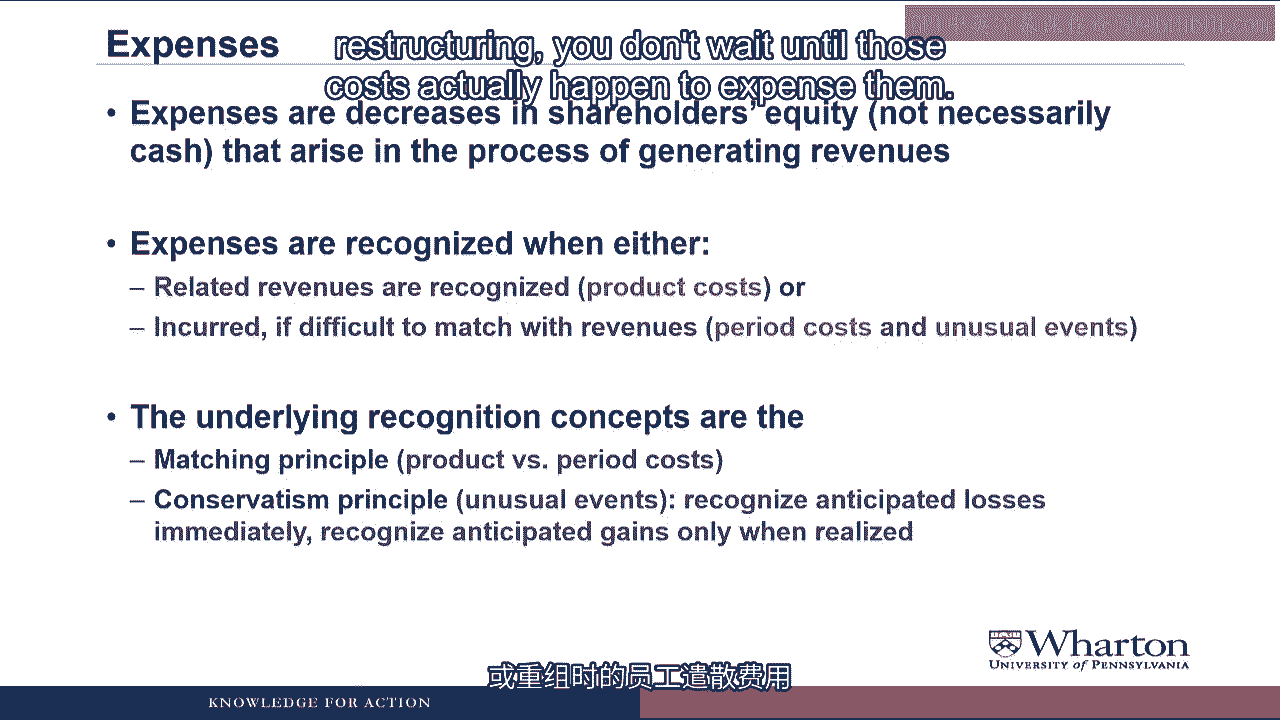 Expenses
restructuring, you don't wait until those
costs actually happen to expense them.
• Expenses are decreases in shareholders' equity (not necessarily
cash) that arise in the process of generating revenues
• Expenses are recognized when either:
– Related revenues are recognized (product costs) or
– Incurred, if difficult to match with revenues (period costs and unusual events)
• The underlying recognition concepts are the
– Matching principle (product vs. period costs)
– Conservatism principle (unusual events): recognize anticipated losses
immediately, recognize anticipated gains only when realized
Wharton
UNIVERSITY of PENNSYLVANIA
或重组时的员工遣散费用
KNOWLEDGE FOR ACTION